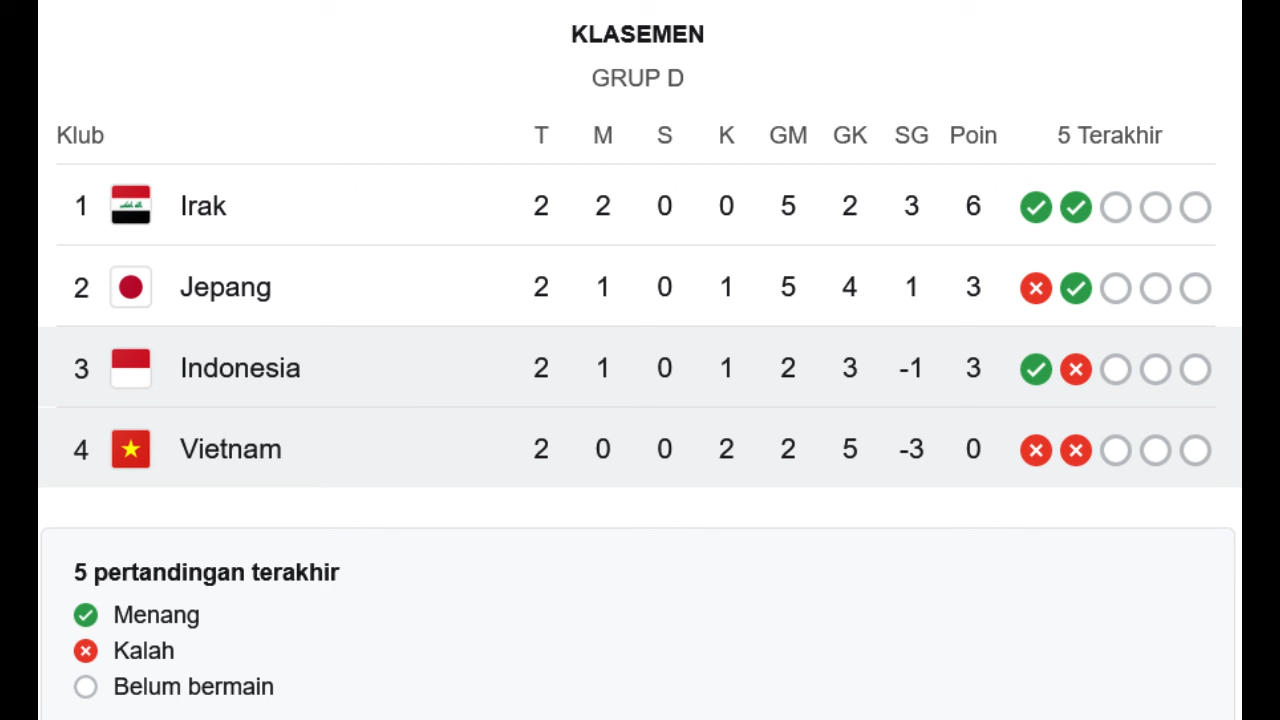 KLASEMEN
GRUP D
Klub T M S K GM GK SG Poin 5 Terakhir
1 Irak 2 2 0 0 5 2 3 6
2 Jepang 2 1 0 1 5 4 1 3
3 Indonesia 2 1 0 1 2 3 -1 3
4 Vietnam 2 0 0 2 2 5 -3 0
5 pertandingan terakhir
Menang
Kalah
Belum bermain